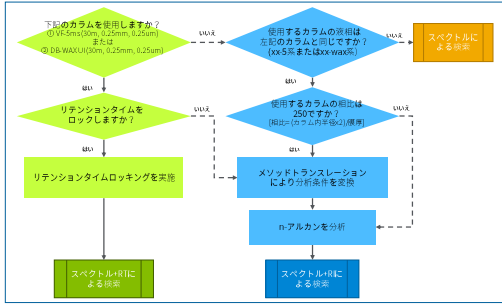 下記のカラムを使用しますか？
① VF-5ms(30m, 0.25mm, 0.25um)
または
② DB-WAXUI(30m, 0.25mm, 0.25um)
いいえ
使用するカラムの液相は
左記のカラムと同じですか？
(xx-5系またはxx-wax系)
いいえ
スペクトルに
よる検索
はい
はい
リテンションタイムを
ロックしますか？
いいえ
使用するカラムの相比は
250ですか？
[相比=(カラム内半径x2)/膜厚]
いいえ
はい
はい
リテンションタイムロッキングを実施
メソッドトランスレーション
により分析条件を変換
n-アルカンを分析
スペクトル+RTに
よる検索
スペクトル+RIに
よる検索